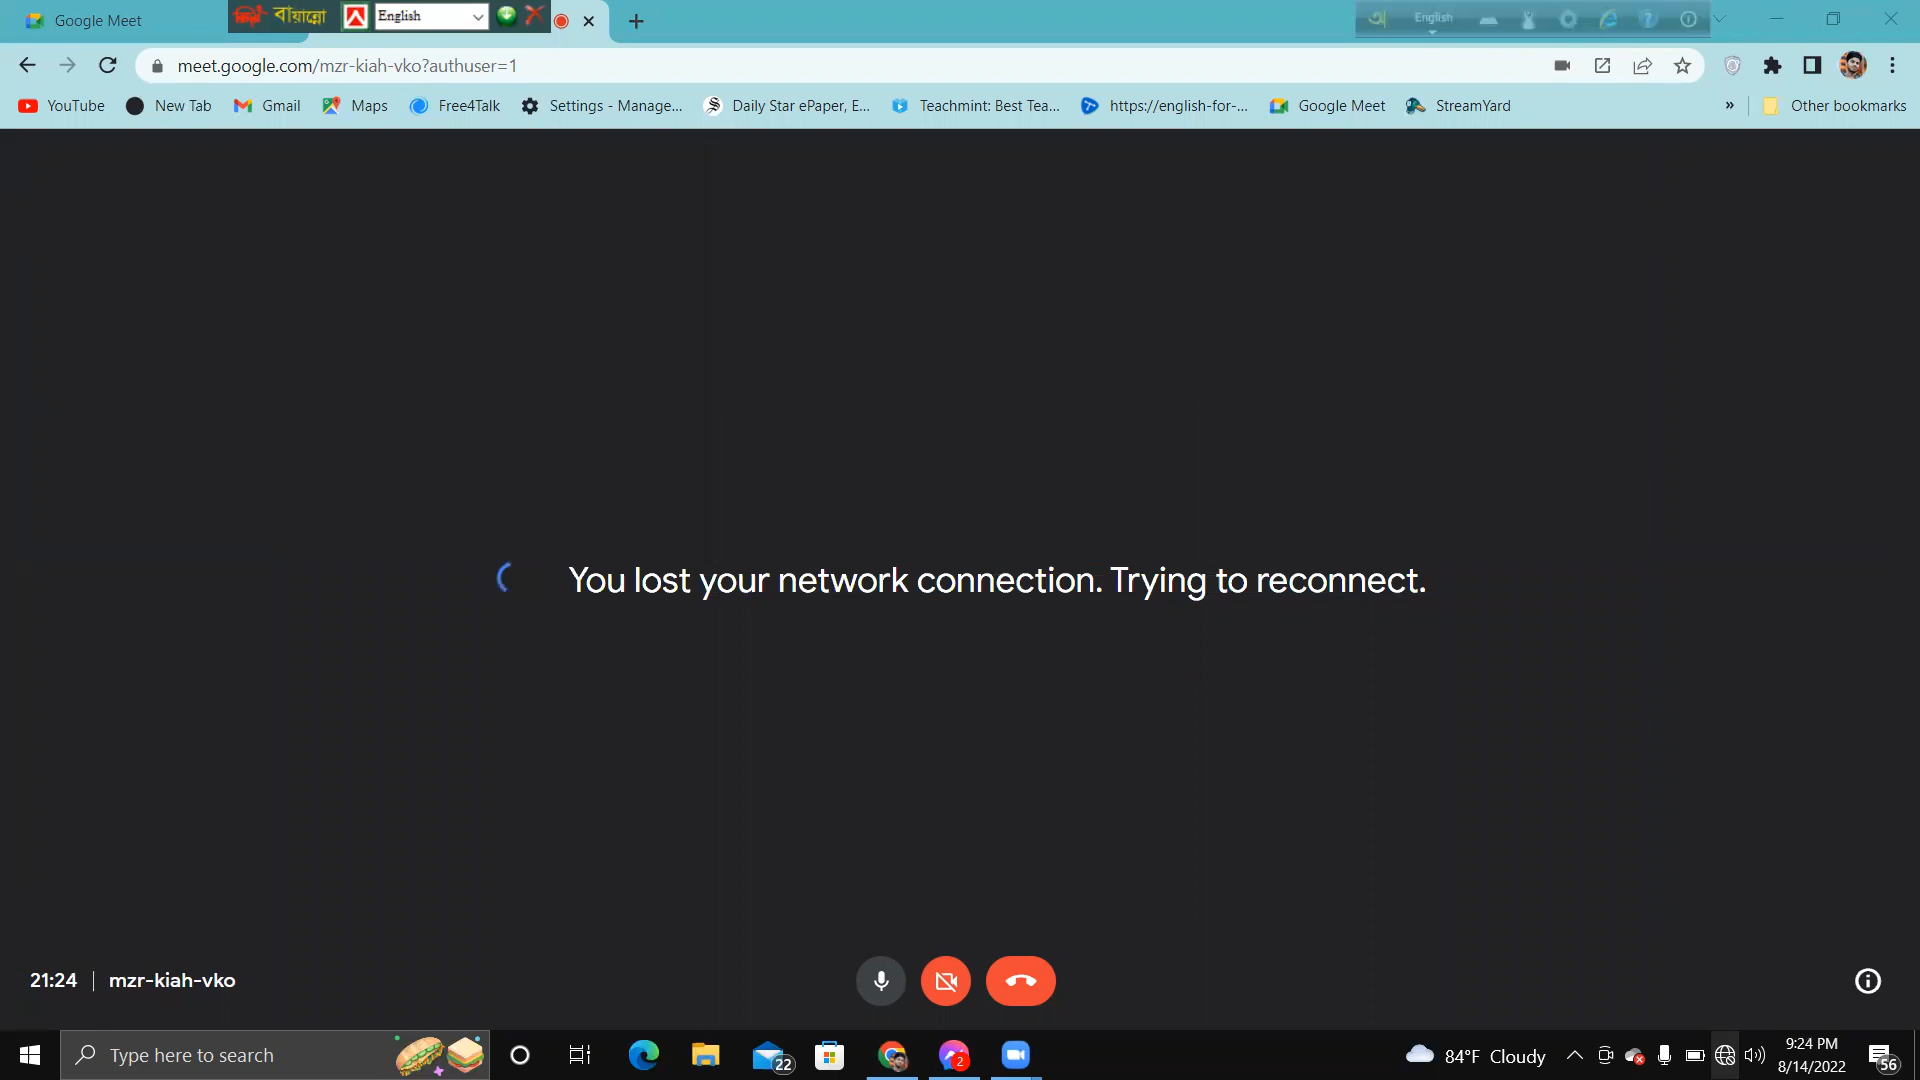 Google Meet
বায়ান্নো
English
English
meet.google.com/mzr-kiah-vko?authuser=1
YouTube
New Tab
Gmail
Maps
Free4Talk
Settings - Manage...
Daily Star ePaper, E...
Teachmint: Best Tea...
https://english-for-...
Google Meet
StreamYard
»
Other bookmarks
You lost your network connection. Trying to reconnect.
21:24 | mzr-kiah-vko
Type here to search
22
2
84°F Cloudy
9:24 PM
8/14/2022
56